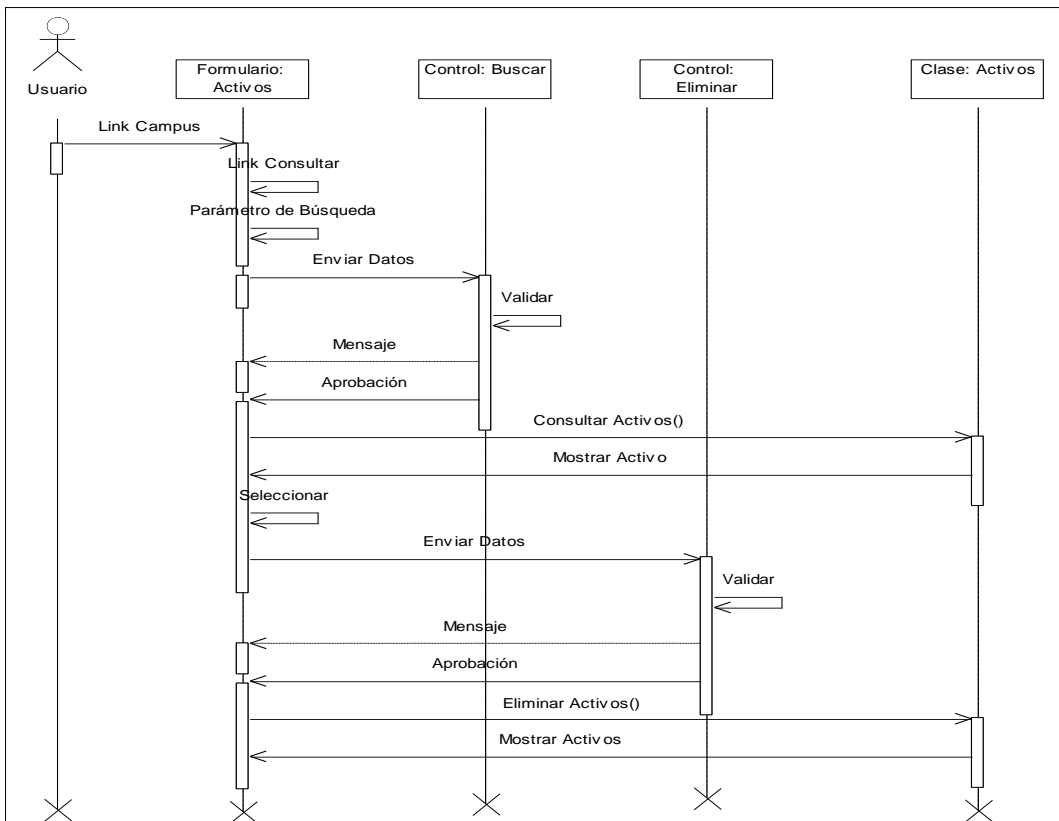 Usuario
Formulario:
Activos
Control: Buscar
Control:
Eliminar
Clase: Activos
Link Campus
Link Consultar
Parámetro de Búsqueda
Enviar Datos
Validar
Mensaje
Aprobación
Consultar Activos()
Mostrar Activo
Seleccionar
Enviar Datos
Validar
Mensaje
Aprobación
Eliminar Activos()
Mostrar Activos